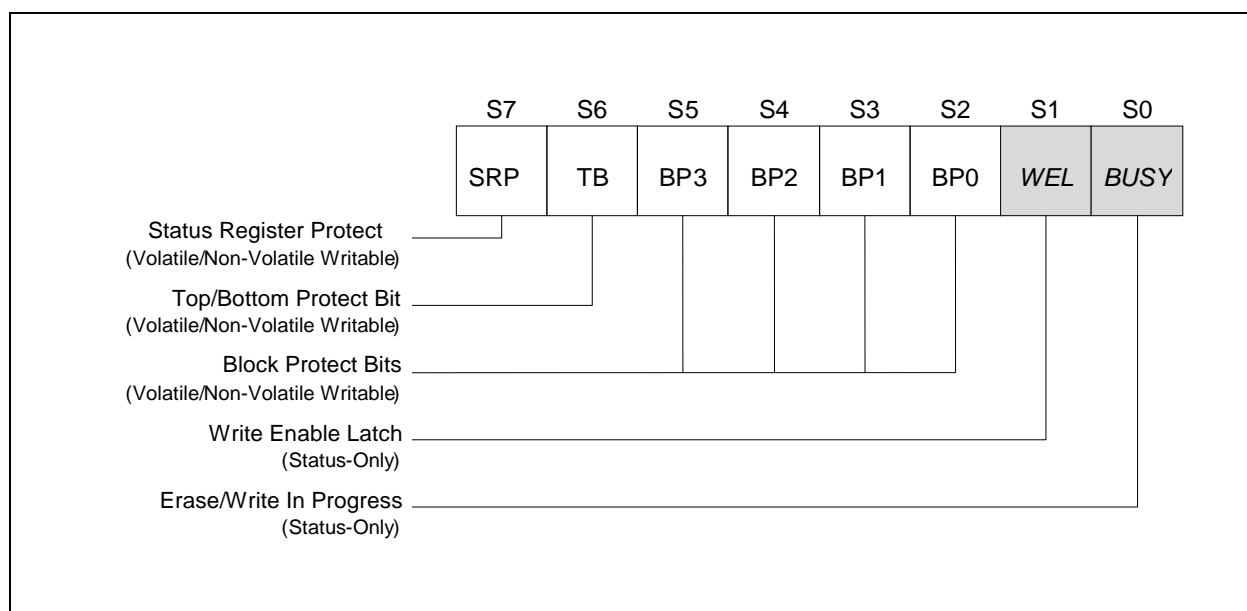 S7 S6 S5 S4 S3 S2 S1 S0
SRP TB BP3 BP2 BP1 BP0 WEL BUSY
Status Register Protect
(Volatile/Non-Volatile Writable)
Top/Bottom Protect Bit
(Volatile/Non-Volatile Writable)
Block Protect Bits
(Volatile/Non-Volatile Writable)
Write Enable Latch
(Status-Only)
Erase/Write In Progress
(Status-Only)